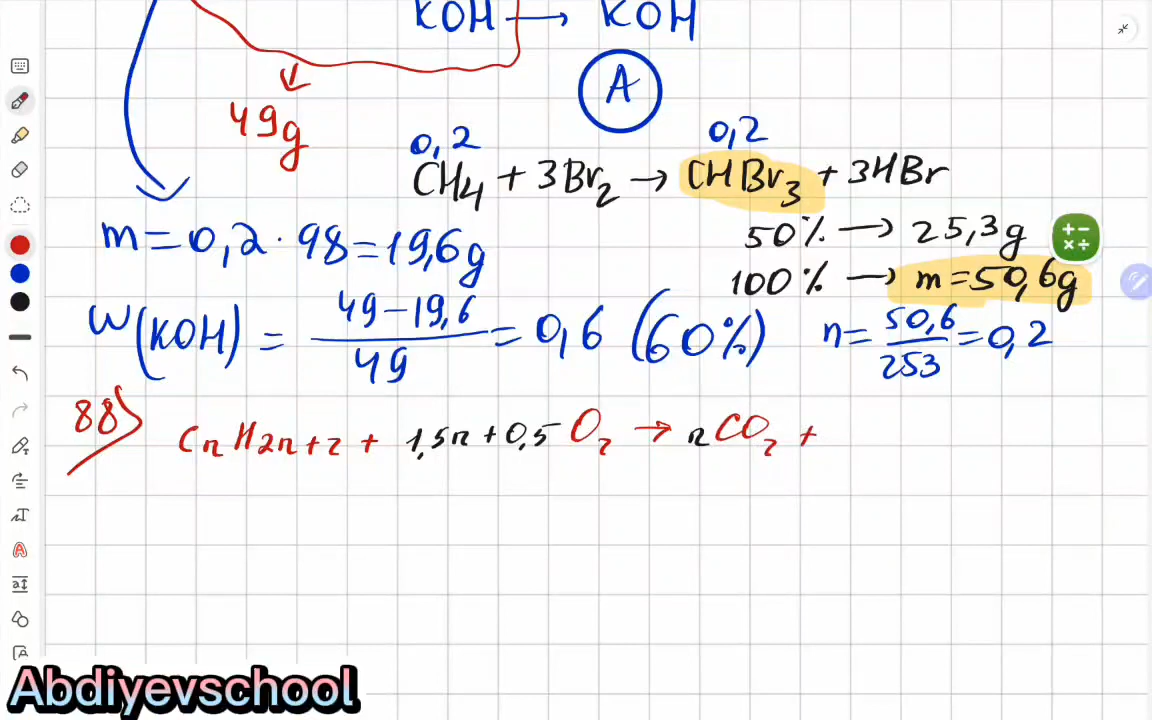 KOH → KOH
A
49g
0,2 0,2
CH4 + 3Br2 → CHBr3 + 3HBr
m = 0,2 · 98 = 19,6g
50% → 25,3g
100% → m = 50,6g
W(KOH) = 49 - 19,6 / 49 = 0,6 (60%)
n = 50,6 / 253 = 0,2
88) CnH2n+2 + 1,5n + 0,5 O2 → nCO2 +
Abdiyevschool